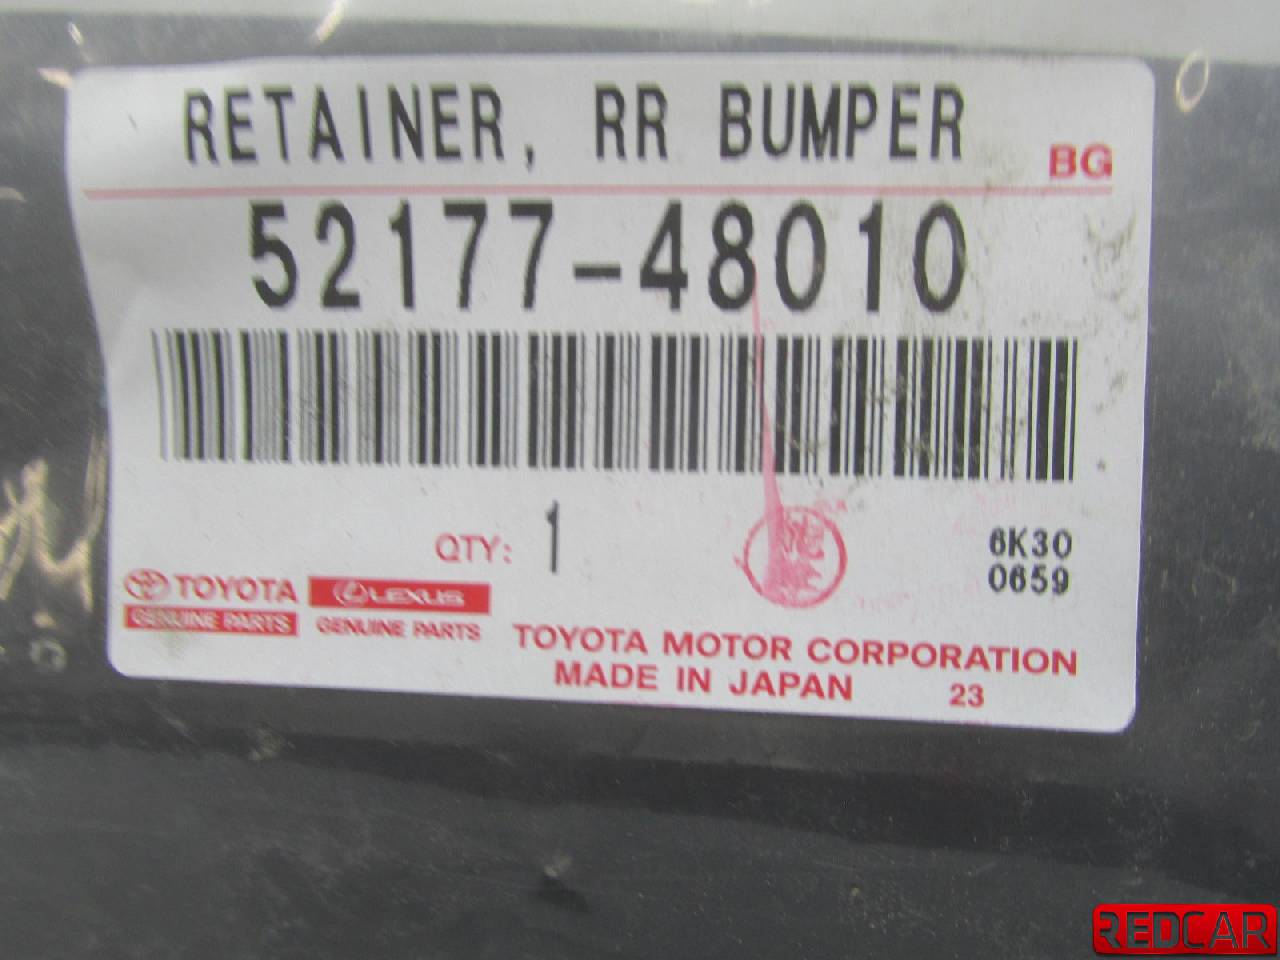 RETAINER, RR BUMPER
BG
52177-48010
QTY: 1
6K30
0659
TOYOTA
GENUINE PARTS
LEXUS
GENUINE PARTS
TOYOTA MOTOR CORPORATION
MADE IN JAPAN 23
REDCAR